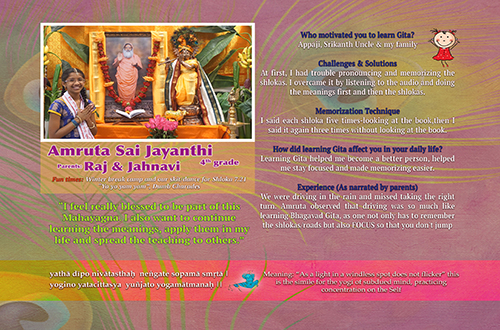 Amruta Sai Jayanthi
4th grade
Parents Raj & Jahnavi
"I feel really blessed to be part of this
Mahayagna. I also want to continue
learning the meanings, apply them in my
life and spread the teaching to others."
Who motivated you to learn Gita?
Appaji, Srikanth Uncle & my family
Challenges & Solutions
At first, I had trouble pronouncing and memorizing the
shlokas. I overcame it by listening to the audio and doing
the meanings first and then the shlokas.
Memorization Technique
I said each shloka five times looking at the book, then I
said it again three times without looking at the book.
How did learning Gita affect you in your daily life?
Learning Gita helped me become a better person, helped
me stay focused and made memorizing easier.
Experience (As narrated by parents)
We were driving in the rain and missed taking the right
turn. Amruta observed that driving was so much like
learning Bhagavad Gita, as one not only has to remember
the shlokas/roads but also FOCUS so that you don't jump
yathā dīpo nivātasthaḥ neṅgate sopamā smṛtā |
yogino yatacittasya yuñjato yogamātmanaḥ ||
Meaning: "As a light in a windless spot does not flicker" this
is the simile for the yogi of subdued mind, practicing
concentration on the Self.